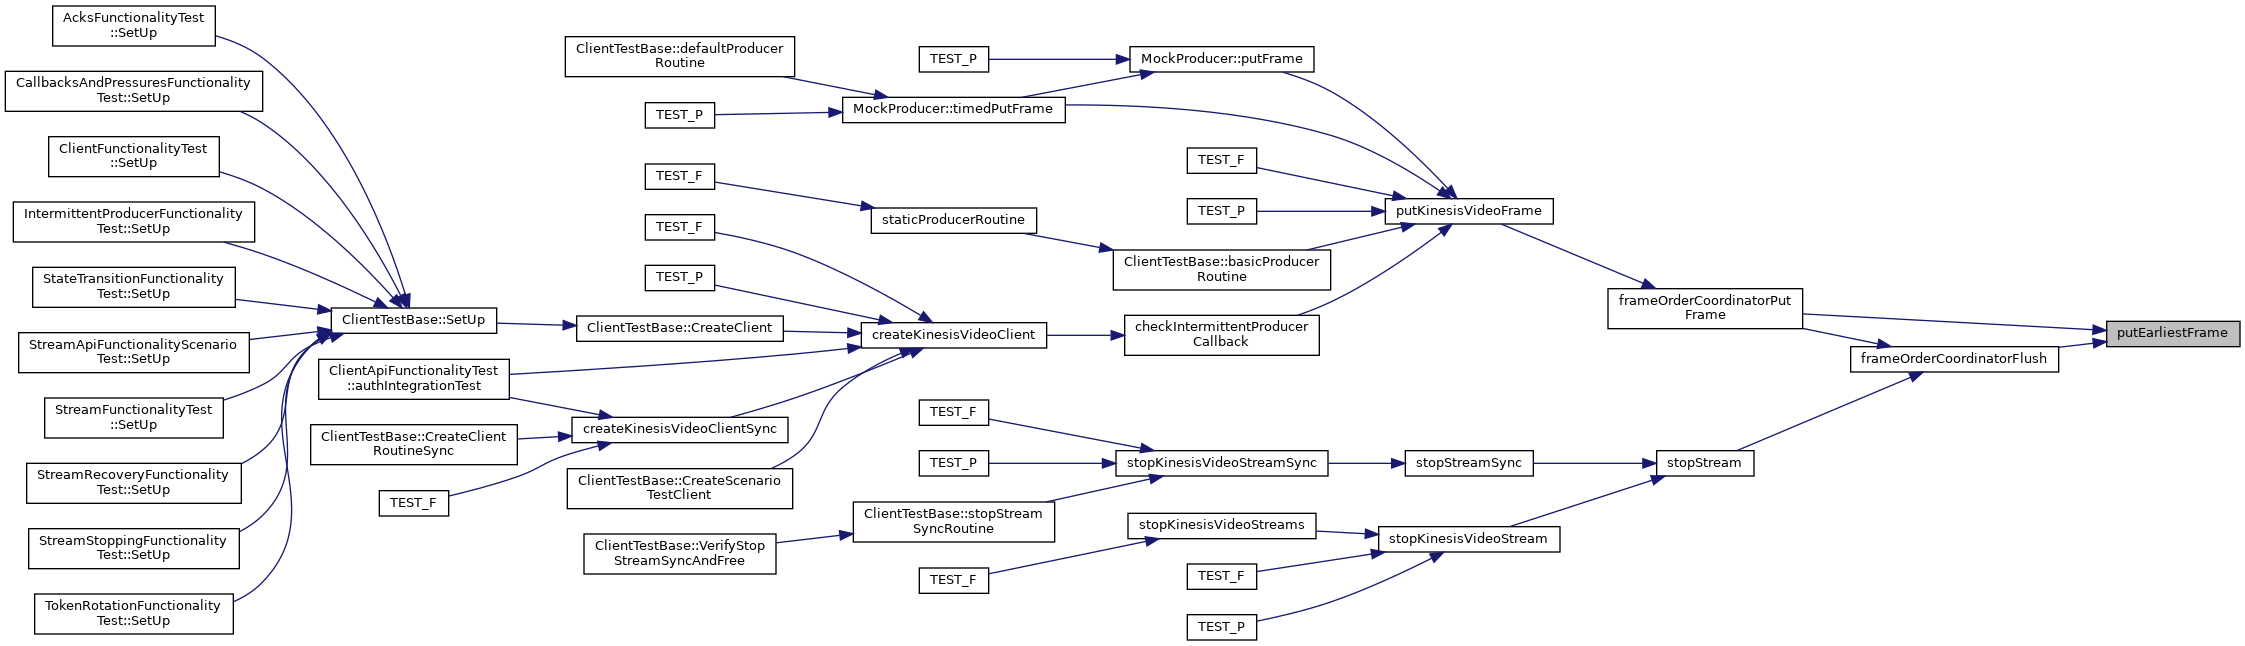 AcksFunctionalityTest
::SetUp
CallbacksAndPressuresFunctionality
Test::SetUp
ClientFunctionalityTest
::SetUp
IntermittentProducerFunctionality
Test::SetUp
StateTransitionFunctionality
Test::SetUp
StreamApiFunctionalityScenario
Test::SetUp
StreamFunctionalityTest
::SetUp
StreamRecoveryFunctionality
Test::SetUp
StreamStoppingFunctionality
Test::SetUp
TokenRotationFunctionality
Test::SetUp
ClientTestBase::SetUp
ClientApiFunctionalityTest
::authIntegrationTest
ClientTestBase::CreateClient
RoutineSync
TEST_F
ClientTestBase::defaultProducer
Routine
TEST_P
TEST_F
TEST_F
TEST_P
ClientTestBase::CreateClient
createKinesisVideoClientSync
ClientTestBase::CreateScenario
TestClient
ClientTestBase::VerifyStop
StreamSyncAndFree
TEST_P
MockProducer::timedPutFrame
staticProducerRoutine
createKinesisVideoClient
TEST_F
TEST_P
ClientTestBase::stopStream
SyncRoutine
TEST_F
MockProducer::putFrame
TEST_F
TEST_P
ClientTestBase::basicProducer
Routine
checkIntermittentProducer
Callback
stopKinesisVideoStreamSync
stopKinesisVideoStreams
TEST_F
TEST_P
putKinesisVideoFrame
stopStreamSync
stopKinesisVideoStream
frameOrderCoordinatorPut
Frame
stopStream
frameOrderCoordinatorFlush
putEarliestFrame